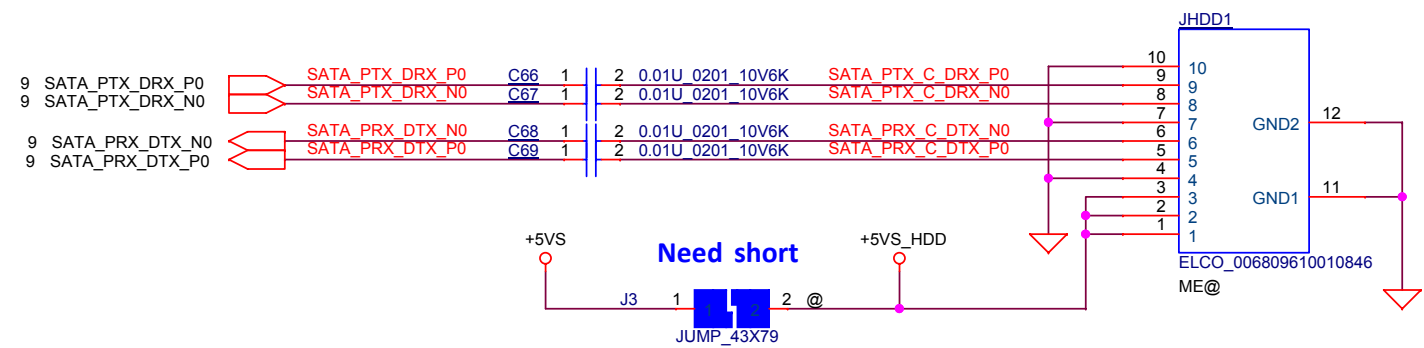 JHDD1
10 10
9 SATA_PTX_DRX_P0 SATA_PTX_DRX_P0 C66 1 2 0.01U_0201_10V6K SATA_PTX_C_DRX_P0 9 9
9 SATA_PTX_DRX_N0 SATA_PTX_DRX_N0 C67 1 2 0.01U_0201_10V6K SATA_PTX_C_DRX_N0 8 8
7 7 GND2 12
9 SATA_PRX_DTX_N0 SATA_PRX_DTX_N0 C68 1 2 0.01U_0201_10V6K SATA_PRX_C_DTX_N0 6 6
9 SATA_PRX_DTX_P0 SATA_PRX_DTX_P0 C69 1 2 0.01U_0201_10V6K SATA_PRX_C_DTX_P0 5 5
4 4
3 3 GND1 11
2 2
1 1
+5VS Need short +5VS_HDD
ELCO_006809610010846
ME@
J3 1 1 2 2 @
JUMP_43X79